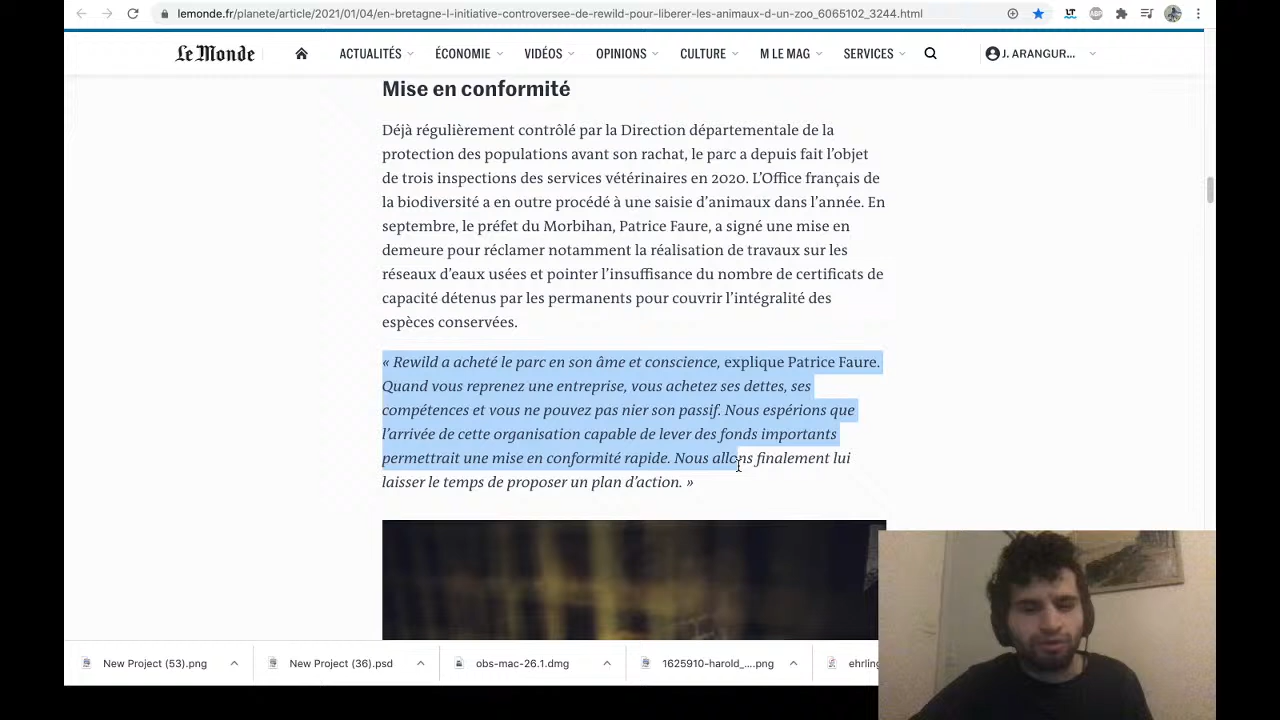 lemonde.fr/planete/article/2021/01/04/en-bretagne-l-initiative-controversee-de-rewild-pour-liberer-les-animaux-d-un-zoo_6065102_3244.html
LT
ABP
Le Monde
ACTUALITÉS
ÉCONOMIE
VIDÉOS
OPINIONS
CULTURE
M LE MAG
SERVICES
J. ARANGUR...
Mise en conformité
Déjà régulièrement contrôlé par la Direction départementale de la
protection des populations avant son rachat, le parc a depuis fait l’objet
de trois inspections des services vétérinaires en 2020. L’Office français de
la biodiversité a en outre procédé à une saisie d’animaux dans l’année. En
septembre, le préfet du Morbihan, Patrice Faure, a signé une mise en
demeure pour réclamer notamment la réalisation de travaux sur les
réseaux d’eaux usées et pointer l’insuffisance du nombre de certificats de
capacité détenus par les permanents pour couvrir l’intégralité des
espèces conservées.
« Rewild a acheté le parc en son âme et conscience, explique Patrice Faure.
Quand vous reprenez une entreprise, vous achetez ses dettes, ses
compétences et vous ne pouvez pas nier son passif. Nous espérions que
l’arrivée de cette organisation capable de lever des fonds importants
permettrait une mise en conformité rapide. Nous allons finalement lui
laisser le temps de proposer un plan d’action. »
New Project (53).png
New Project (36).psd
obs-mac-26.1.dmg
1625910-harold_....png
ehrling